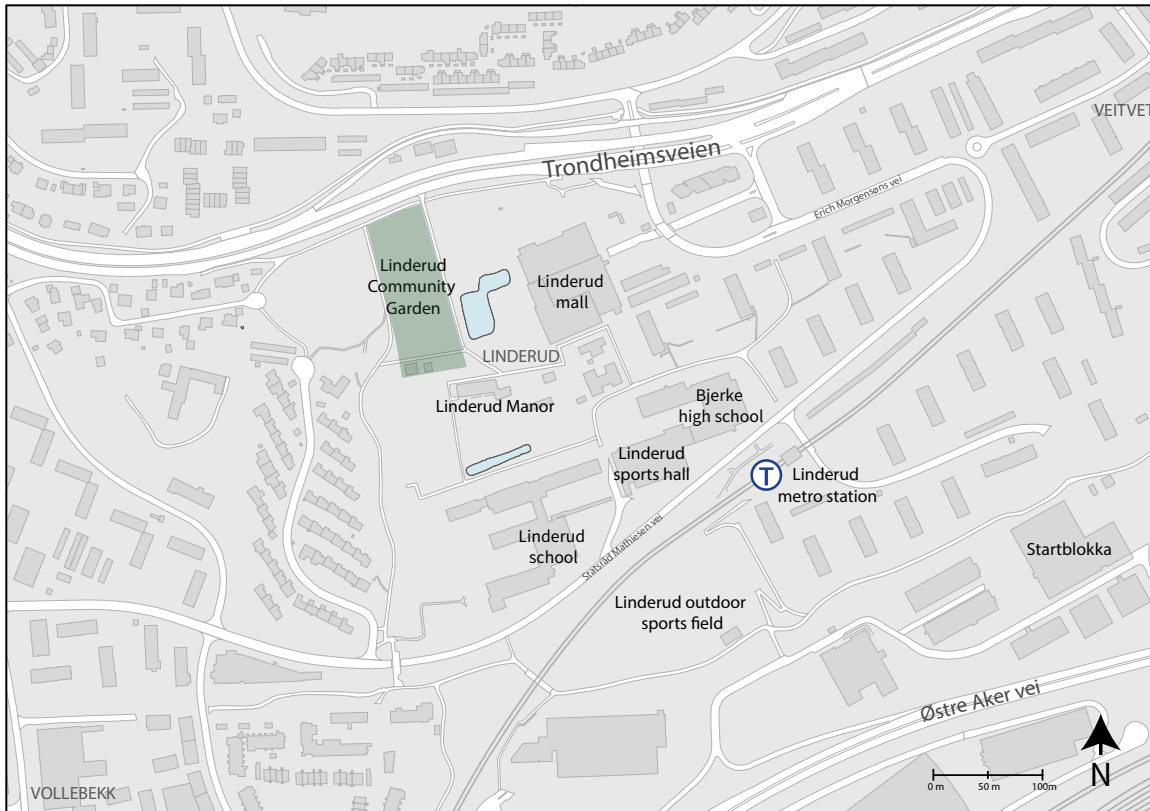 VEITVET
Trondheimsveien
Erich Morgensøns vei
Linderud
Community
Garden
Linderud
mall
LINDERUD
Linderud Manor
Bjerke
high school
Linderud
sports hall
T
Linderud
metro station
Linderud
school
Statsråd Mathiesen vei
Startblokka
Linderud outdoor
sports field
Østre Aker vei
VOLLEBEKK
N
0 m 50 m 100m